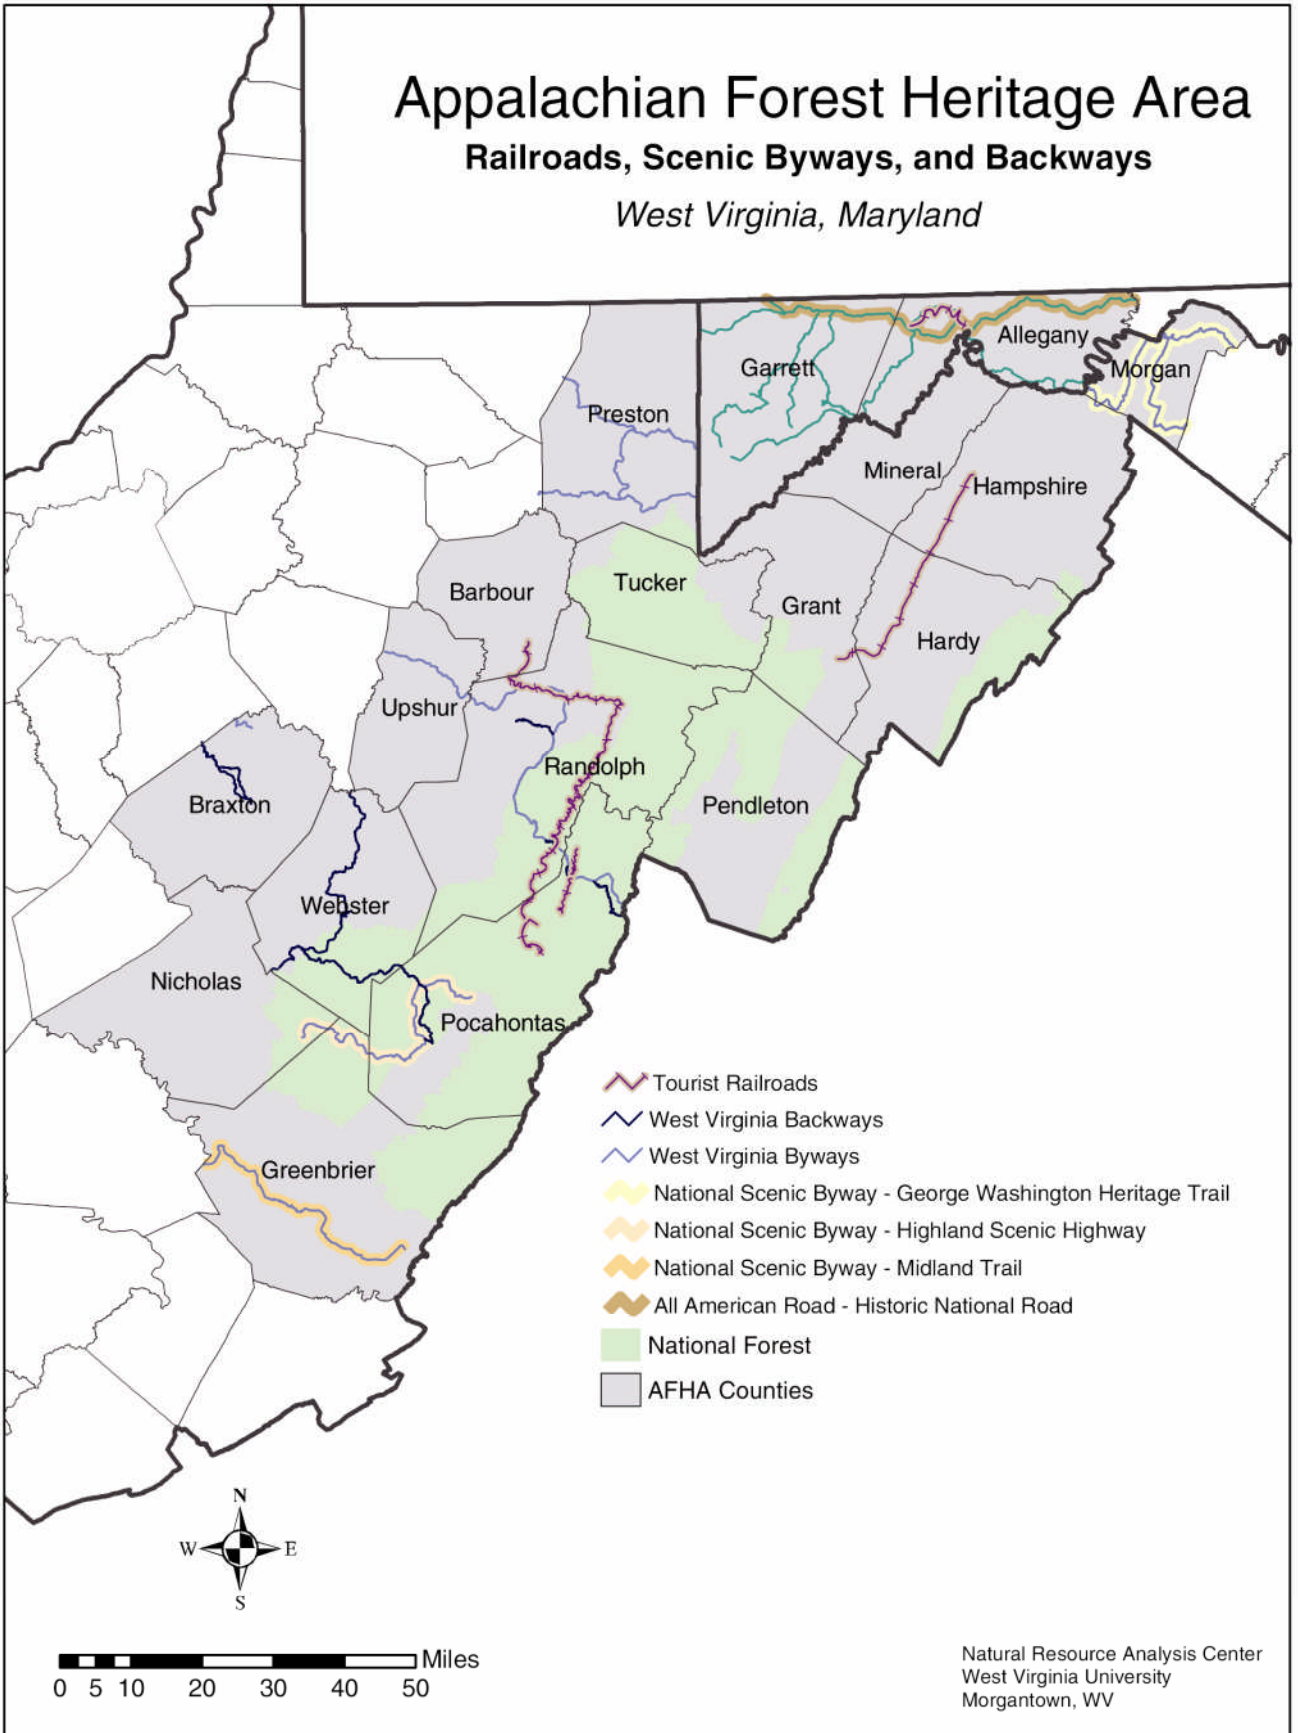 Appalachian Forest Heritage Area
Railroads, Scenic Byways, and Backways
West Virginia, Maryland
Allegany
Garrett
Morgan
Preston
Mineral
Hampshire
Tucker
Barbour
Grant
Hardy
Upshur
Randolph
Braxton
Pendleton
Webster
Nicholas
Pocahontas
Greenbrier
Tourist Railroads
West Virginia Backways
West Virginia Byways
National Scenic Byway - George Washington Heritage Trail
National Scenic Byway - Highland Scenic Highway
National Scenic Byway - Midland Trail
All American Road - Historic National Road
National Forest
AFHA Counties
N
W E
S
Miles
0 5 10 20 30 40 50
Natural Resource Analysis Center
West Virginia University
Morgantown, WV